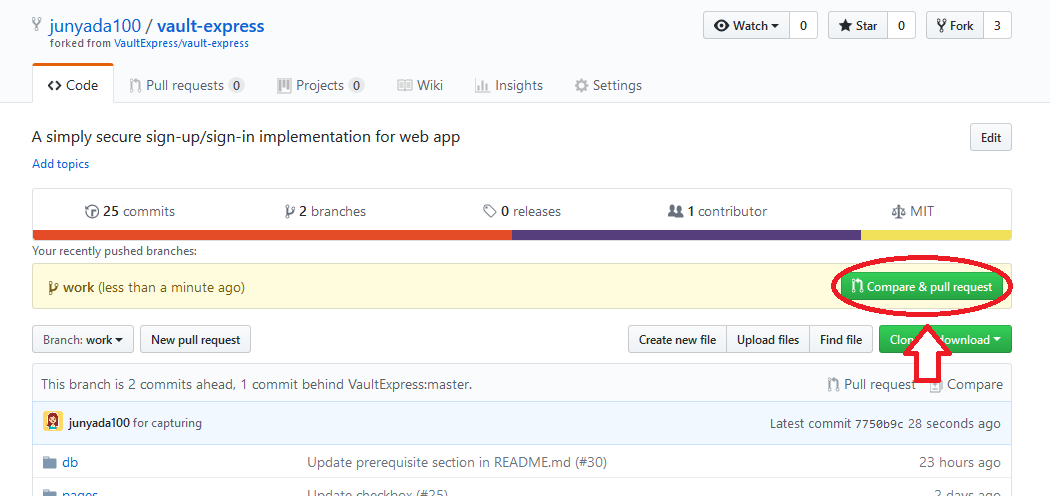 junyada100 / vault-express
forked from VaultExpress/vault-express
Watch 0 Star 0 Fork 3
Code Pull requests 0 Projects 0 Wiki Insights Settings
A simply secure sign-up/sign-in implementation for web app
Edit
Add topics
25 commits 2 branches 0 releases 1 contributor MIT
Your recently pushed branches:
work (less than a minute ago) Compare & pull request
Branch: work New pull request Create new file Upload files Find file Clone download
This branch is 2 commits ahead, 1 commit behind VaultExpress:master. Pull request Compare
junyada100 for capturing Latest commit 7750b9c 28 seconds ago
db Update prerequisite section in README.md (#30) 23 hours ago
pages Update checkbox (#25) 2 days ago